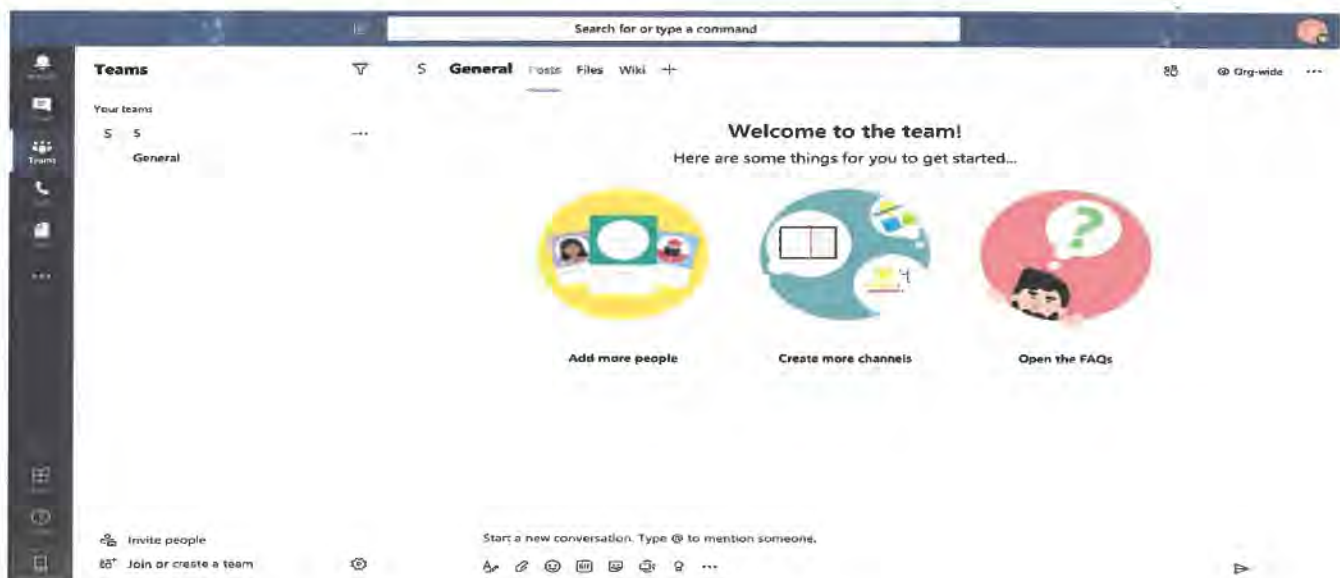 Search for or type a command
Teams
Your teams
S S
General
Teams
S General Posts Files Wiki
Org-wide
Welcome to the team!
Here are some things for you to get started...
Add more people
Create more channels
Open the FAQs
Invite people
Join or create a team
Start a new conversation. Type @ to mention someone.
GIF